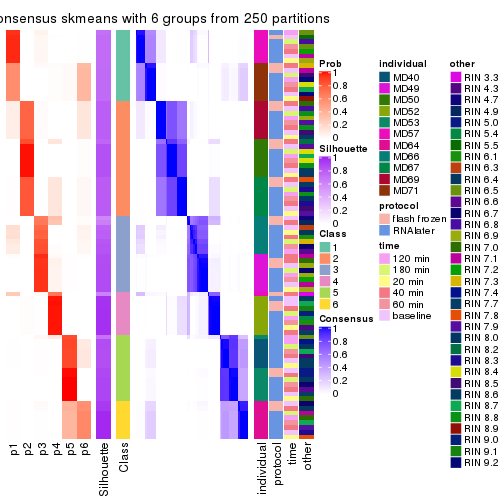 onsensus skmeans with 6 groups from 250 partitions
Prob
1
0.8
0.6
0.4
0.2
0
Silhouette
1
0.8
0.6
0.4
0.2
0
Class
1
2
3
4
5
6
Consensus
1
0.8
0.6
0.4
0.2
0
individual
MD40
MD49
MD50
MD52
MD53
MD57
MD64
MD66
MD67
MD69
MD71
protocol
flash frozen
RNAlater
time
120 min
180 min
20 min
40 min
60 min
baseline
other
RIN 3.3
RIN 4.3
RIN 4.7
RIN 4.9
RIN 5.0
RIN 5.4
RIN 5.5
RIN 6.1
RIN 6.3
RIN 6.4
RIN 6.5
RIN 6.6
RIN 6.7
RIN 6.8
RIN 6.9
RIN 7.0
RIN 7.1
RIN 7.2
RIN 7.3
RIN 7.4
RIN 7.7
RIN 7.8
RIN 7.9
RIN 8.0
RIN 8.2
RIN 8.3
RIN 8.4
RIN 8.5
RIN 8.6
RIN 8.7
RIN 8.8
RIN 8.9
RIN 9.0
RIN 9.1
RIN 9.2
p1
p2
p3
p4
p5
p6
Silhouette
Class
individual
protocol
time
other